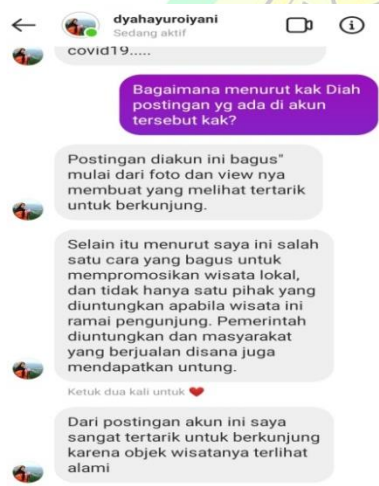 dyahayuroiyani
Sedang aktif
covid19.....
Bagaimana menurut kak Diah
postingan yg ada di akun
tersebut kak?
Postingan diakun ini bagus"
mulai dari foto dan view nya
membuat yang melihat tertarik
untuk berkunjung.
Selain itu menurut saya ini salah
satu cara yang bagus untuk
mempromosikan wisata lokal,
dan tidak hanya satu pihak yang
diuntungkan apabila wisata ini
ramai pengunjung. Pemerintah
diuntungkan dan masyarakat
yang berjualan disana juga
mendapatkan untung.
Ketuk dua kali untuk ❤
Dari postingan akun ini saya
sangat tertarik untuk berkunjung
karena objek wisatanya terlihat
alami